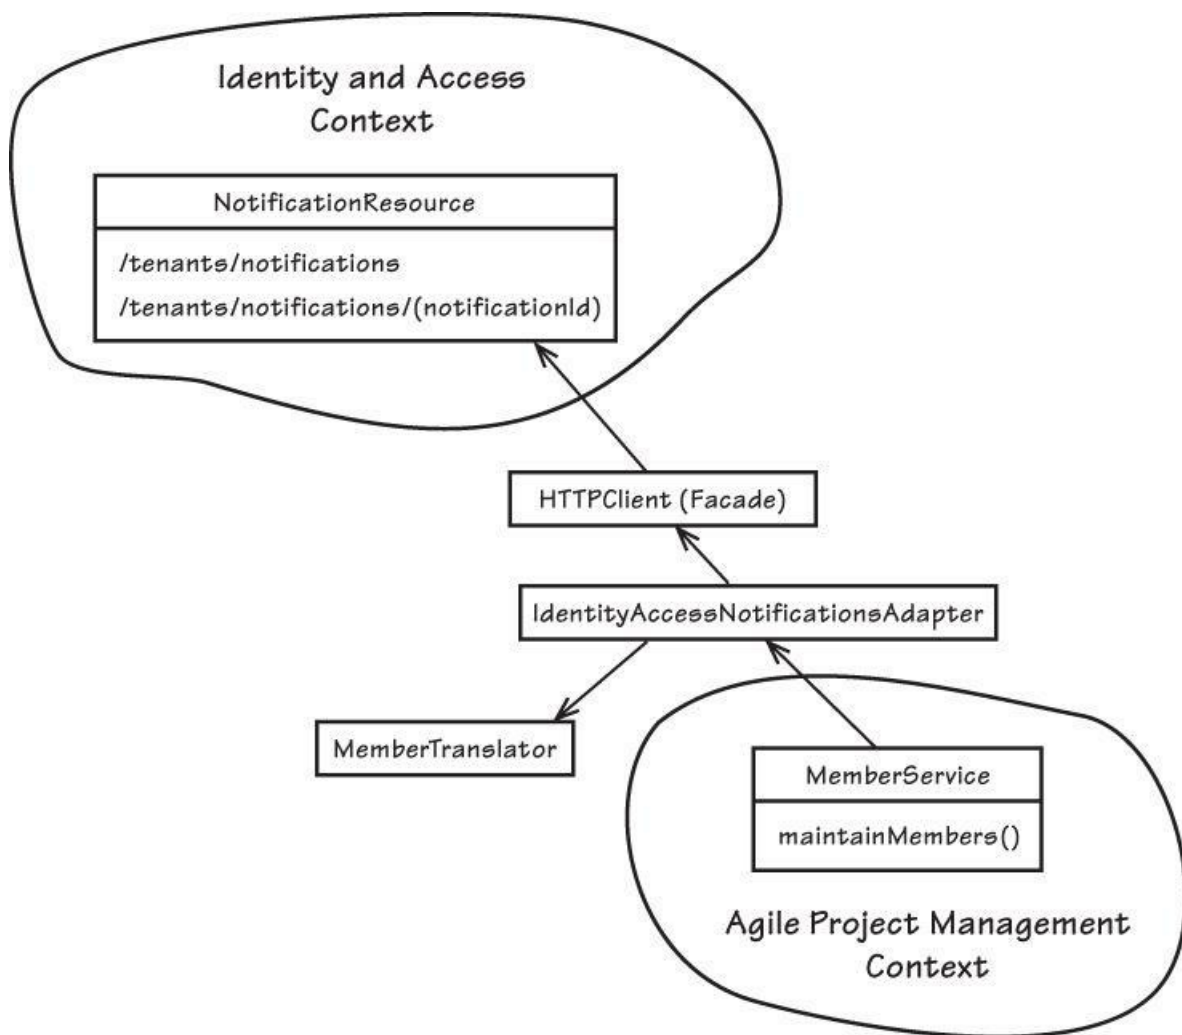 Identity and Access
Context
NotificationResource
/tenants/notifications
/tenants/notifications/(notificationId)
HTTPClient (Facade)
IdentityAccessNotificationsAdapter
MemberTranslator
MemberService
maintainMembers()
Agile Project Management
Context